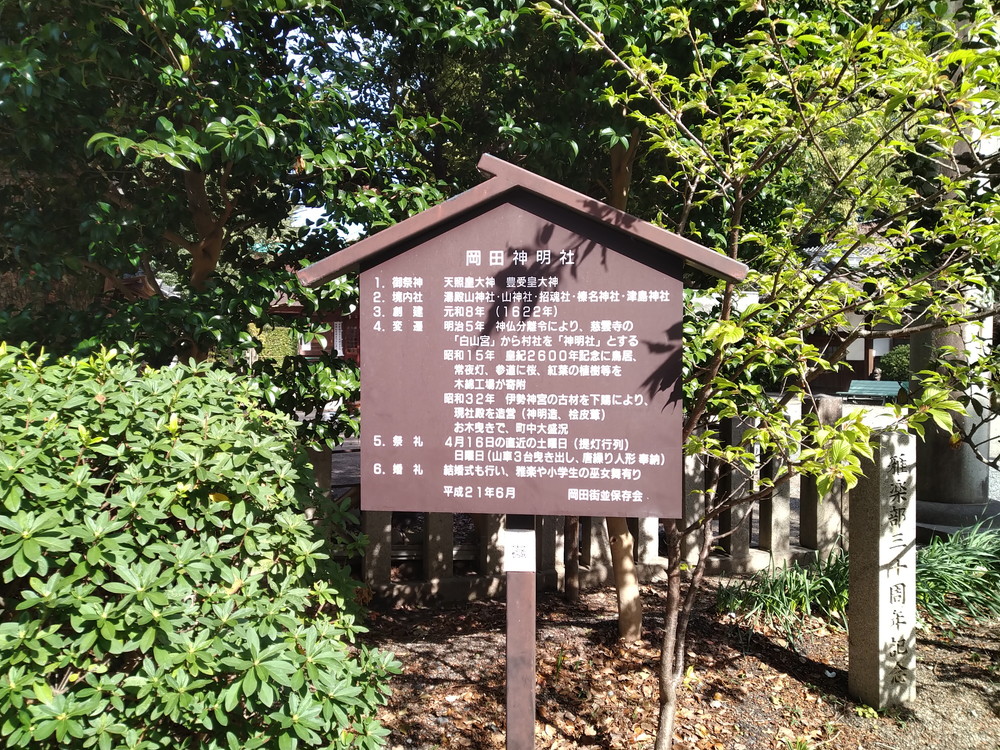 岡田神明社
1. 御祭神 天照皇大神 豊受皇大神
2. 境内社 湯殿山神社・山神社・招魂社・榛名神社・津島神社
3. 創建 元和8年（1622年）
4. 変遷 明治5年 神仏分離令により、慈雲寺の
「白山宮」から村社を「神明社」とする
昭和15年 皇紀2600年記念に鳥居、
常夜灯、参道に桜、紅葉の植樹等を
木綿工場が寄附
昭和32年 伊勢神宮の古材を下賜により、
現社殿を造営（神明造、桧皮葺）
お木曳きで、町中大盛況
5. 祭礼 4月16日の直近の土曜日（提灯行列）
日曜日（山車3台曳き出し、唐繰り人形 奉納）
6. 婚礼 結婚式も行い、雅楽や小学生の巫女舞有り
平成21年6月 岡田街並保存会
雅楽部三十周年記念